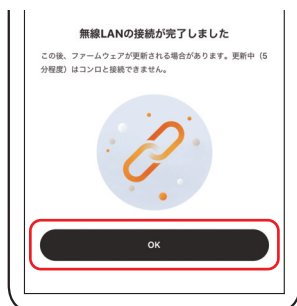 無線LANの接続が完了しました
この後、ファームウェアが更新される場合があります。更新中（5
分程度）はコンロと接続できません。
OK